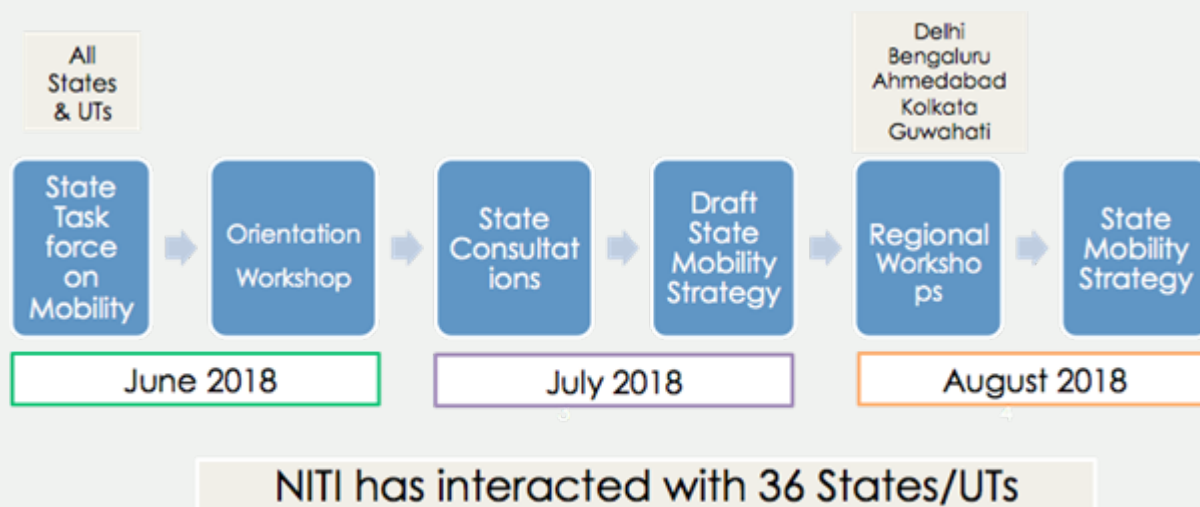 All
States
& UTs
Delhi
Bengaluru
Ahmedabad
Kolkata
Guwahati
State
Task
force
on
Mobility
Orientation
Workshop
State
Consultat
ions
Draft
State
Mobility
Strategy
Regional
Worksho
ps
State
Mobility
Strategy
June 2018
July 2018
August 2018
3
4
NITI has interacted with 36 States/UTs